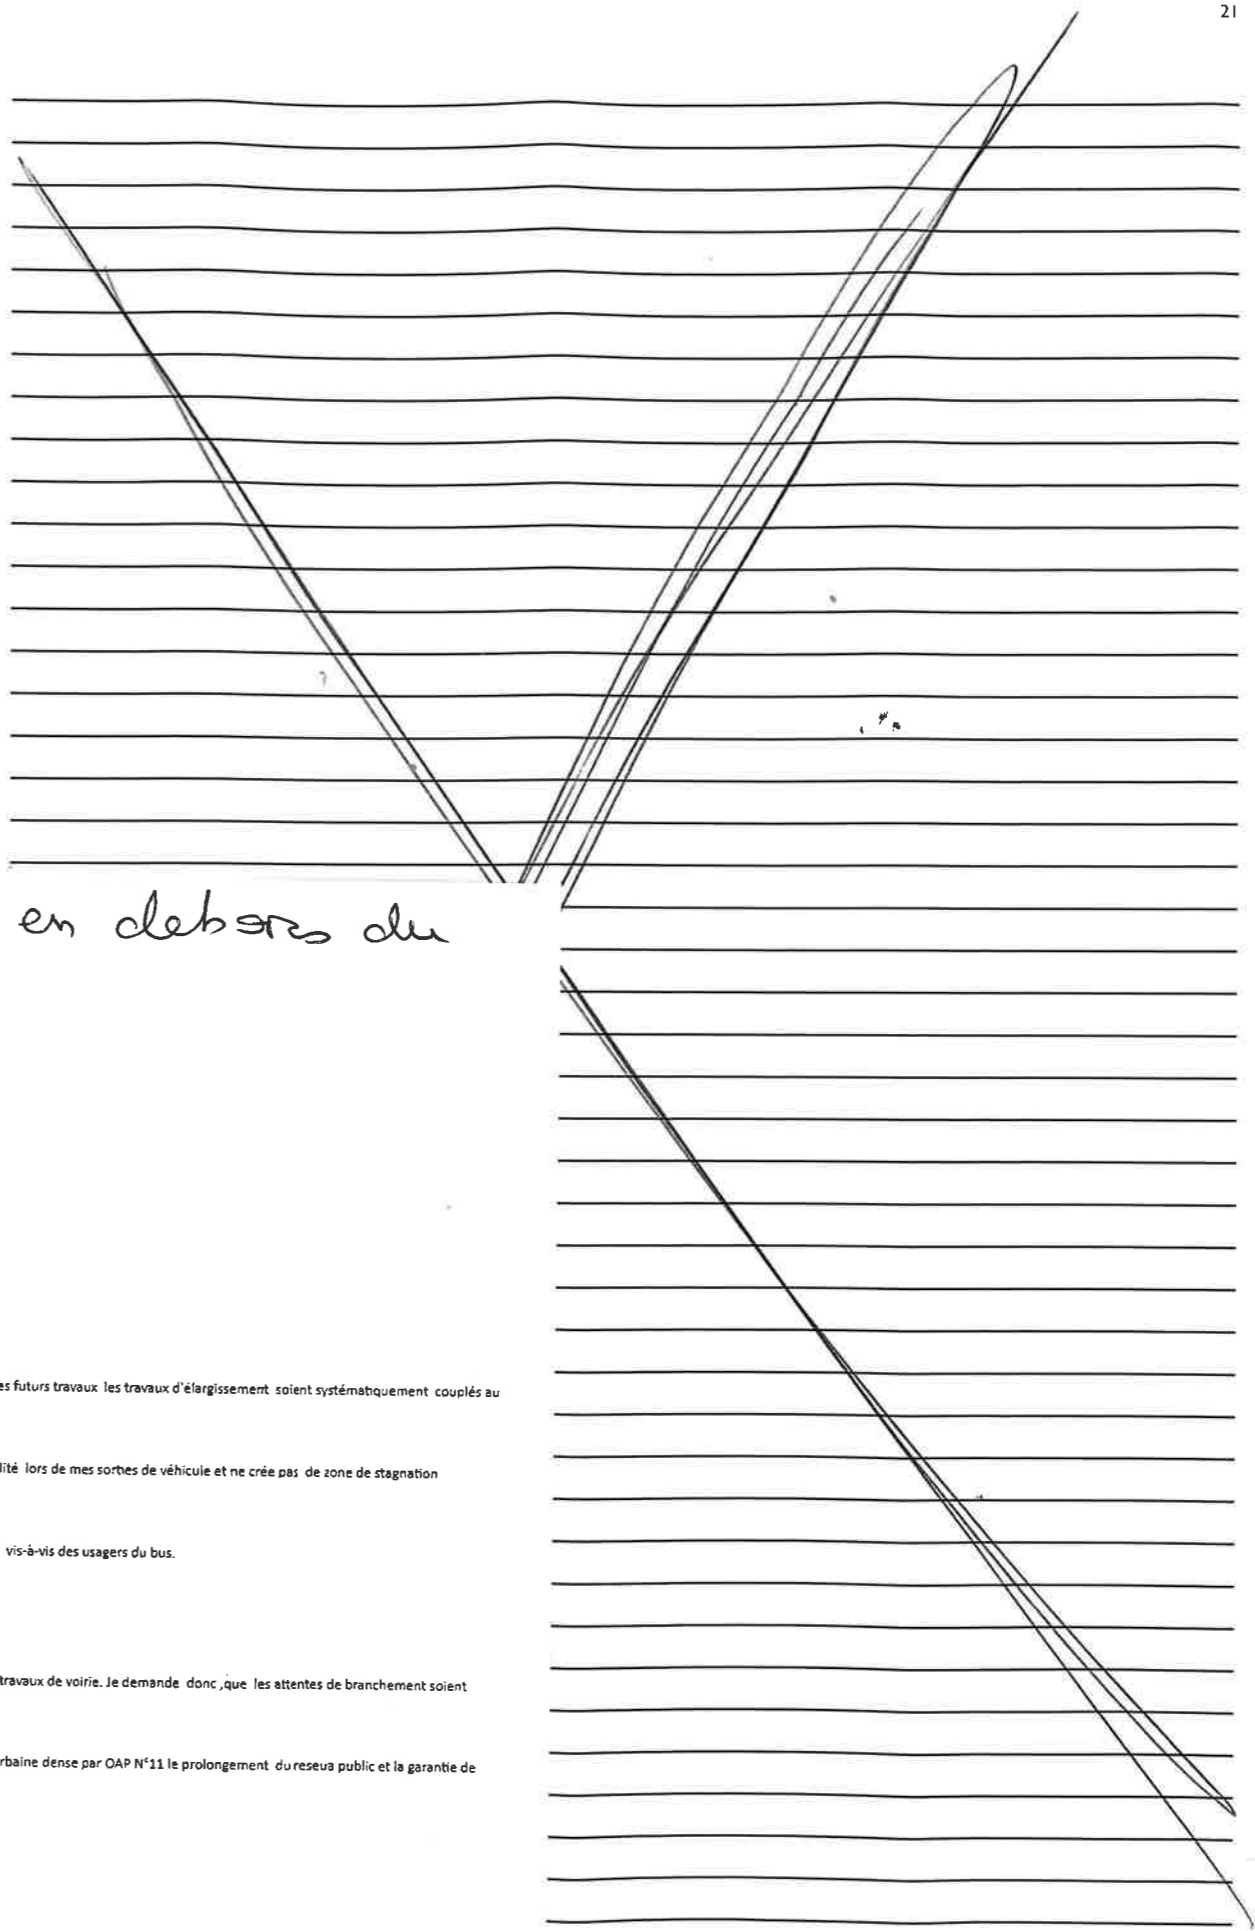 21
en dehors du
es futurs travaux les travaux d'élargissement soient systématiquement couplés au
lité lors de mes sorties de véhicule et ne crée pas de zone de stagnation
vis-à-vis des usagers du bus.
travaux de voirie. Je demande donc ,que les attentes de branchement soient
rbaine dense par OAP N°11 le prolongement du reseua public et la garantie de